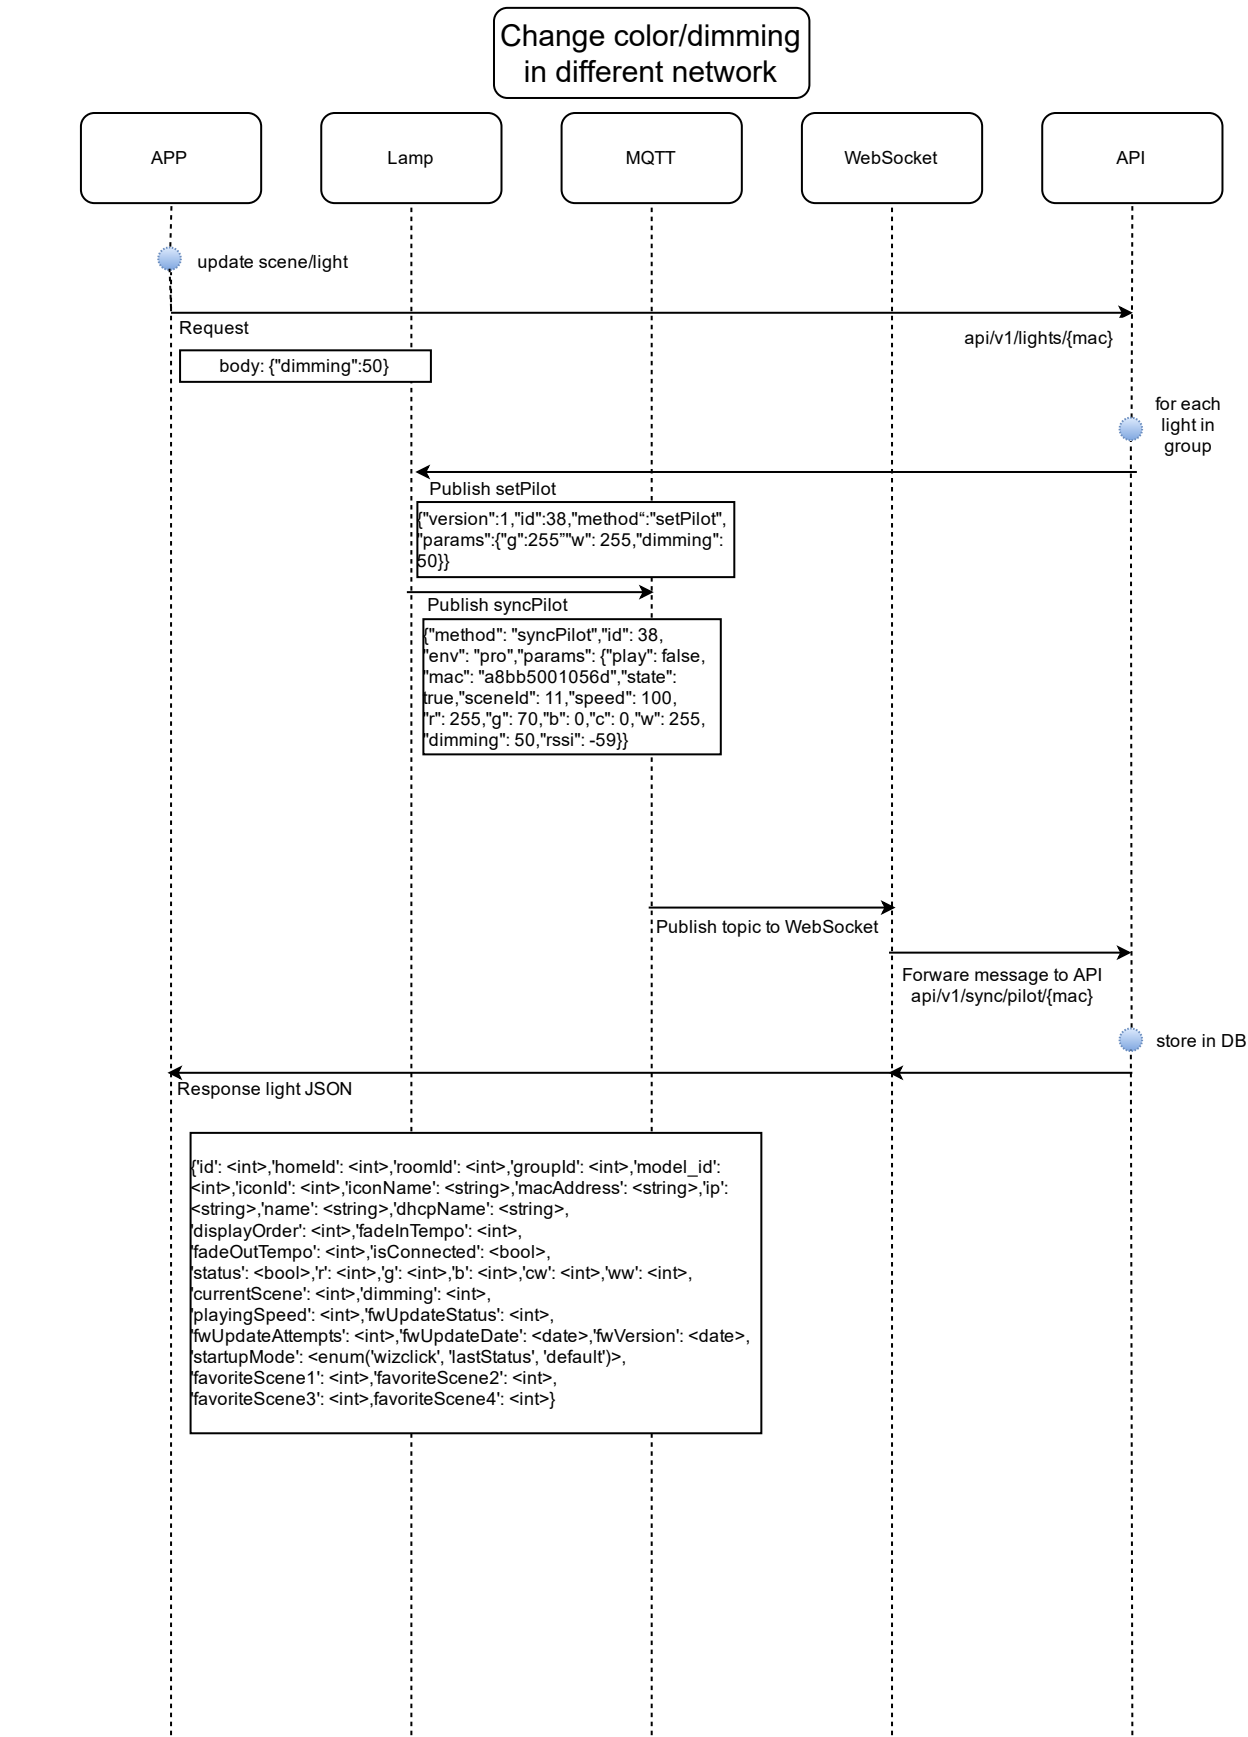 Change color/dimming
in different network
APP
Lamp
MQTT
WebSocket
API
update scene/light
Request
api/v1/lights/{mac}
body: {"dimming":50}
for each
light in
group
Publish setPilot
{"version":1,"id":38,"method“:"setPilot",
"params":{"g":255”"w": 255,"dimming":
50}}
Publish syncPilot
{"method": "syncPilot","id": 38,
"env": "pro","params": {"play": false,
"mac": "a8bb5001056d","state":
true,"sceneId": 11,"speed": 100,
"r": 255,"g": 70,"b": 0,"c": 0,"w": 255,
"dimming": 50,"rssi": -59}}
Publish topic to WebSocket
Forware message to API
api/v1/sync/pilot/{mac}
store in DB
Response light JSON
{'id': <int>,'homeId': <int>,'roomId': <int>,'groupId': <int>,'model_id':
<int>,'iconId': <int>,'iconName': <string>,'macAddress': <string>,'ip':
<string>,'name': <string>,'dhcpName': <string>,
'displayOrder': <int>,'fadeInTempo': <int>,
'fadeOutTempo': <int>,'isConnected': <bool>,
'status': <bool>,'r': <int>,'g': <int>,'b': <int>,'cw': <int>,'ww': <int>,
'currentScene': <int>,'dimming': <int>,
'playingSpeed': <int>,'fwUpdateStatus': <int>,
'fwUpdateAttempts': <int>,'fwUpdateDate': <date>,'fwVersion': <date>,
'startupMode': <enum('wizclick', 'lastStatus', 'default')>,
'favoriteScene1': <int>,'favoriteScene2': <int>,
'favoriteScene3': <int>,favoriteScene4': <int>}